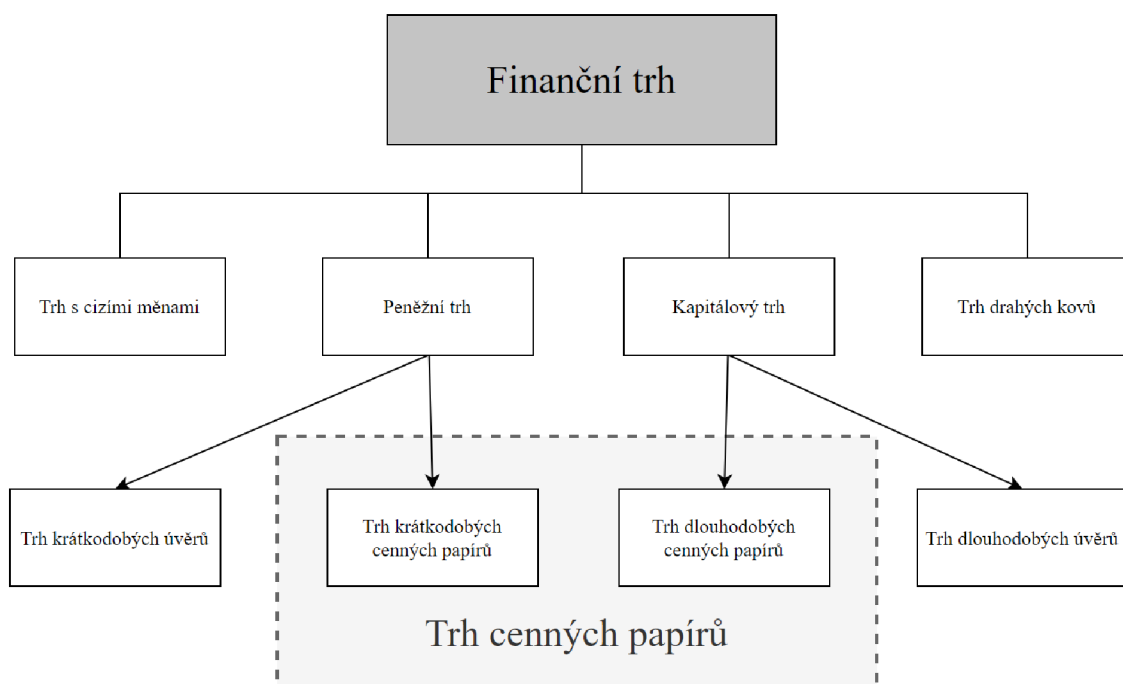 Finanční trh
Trh s cizími měnami
Peněžní trh
Kapitálový trh
Trh drahých kovů
Trh krátkodobých úvěrů
Trh krátkodobých
cenných papírů
Trh dlouhodobých
cenných papírů
Trh dlouhodobých úvěrů
Trh cenných papírů